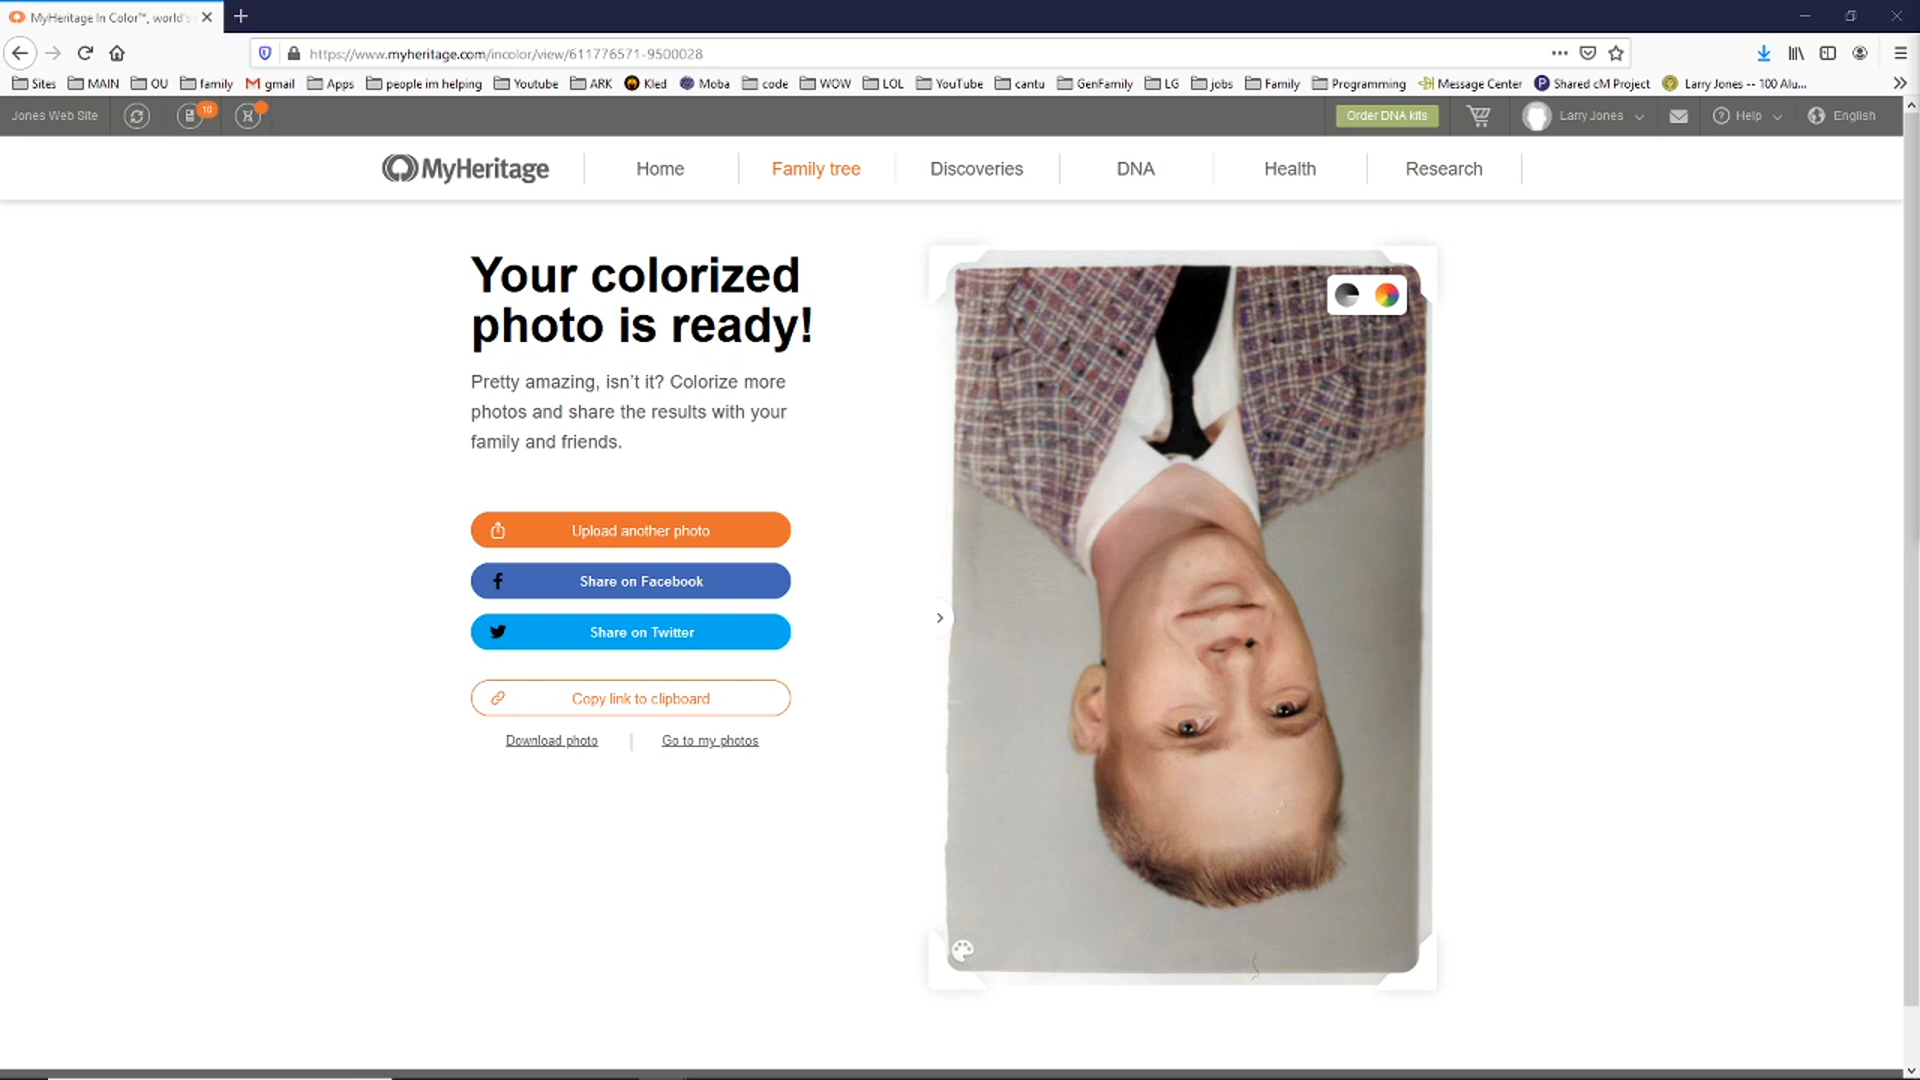 MyHeritage In Color™, world's
https://www.myheritage.com/incolor/view/611776571-9500028
Sites MAIN OU family gmail Apps people im helping Youtube ARK Kled Moba code WOW LOL YouTube cantu GenFamily LG jobs Family Programming Message Center Shared cM Project Larry Jones -- 100 Alu...
Jones Web Site 10 Order DNA kits Larry Jones Help English
MyHeritage Home Family tree Discoveries DNA Health Research
Your colorized
photo is ready!
Pretty amazing, isn't it? Colorize more
photos and share the results with your
family and friends.
Upload another photo
Share on Facebook
Share on Twitter
Copy link to clipboard
Download photo | Go to my photos